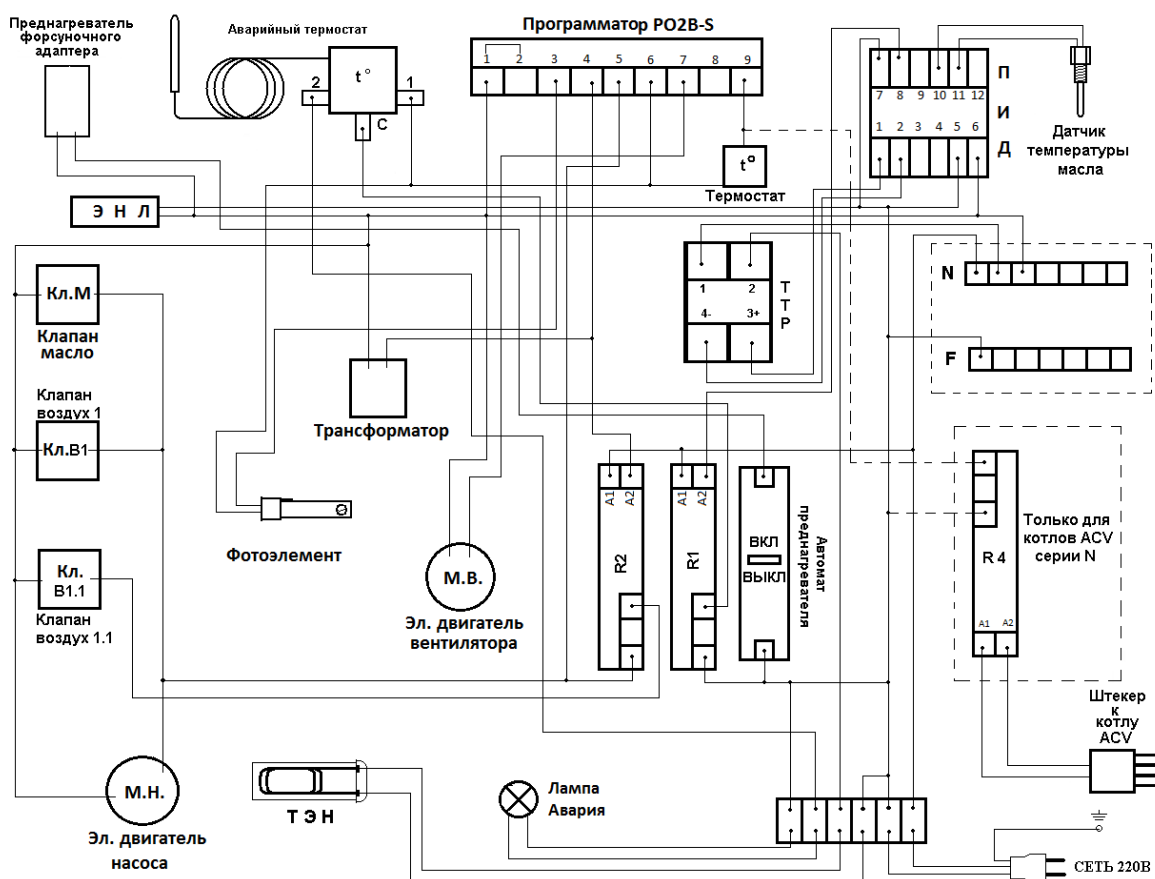 Преднагреватель
форсуночного
адаптера
Аварийный термостат
2
t°
1
С
Программатор РО2B-S
1 2 3 4 5 6 7 8 9
t°
Термостат
7 8 9 10 11 12
1 2 3 4 5 6
П
И
Д
Датчик
температуры
масла
Э Н Л
Кл.М
Клапан
масло
Клапан
воздух 1
Кл.В1
Кл.
В1.1
Клапан
воздух 1.1
Трансформатор
Фотоэлемент
М.В.
Эл. двигатель
вентилятора
1 2
4- 3+
Т
Т
Р
N
F
A1 A2
R2
A1 A2
R1
ВКЛ
ВЫКЛ
Автомат
преднагревателя
R 4
A1 A2
Только для
котлов ACV
серии N
Штекер
к
котлу
ACV
М.Н.
Эл. двигатель
насоса
Т Э Н
Лампа
Авария
СЕТЬ 220В